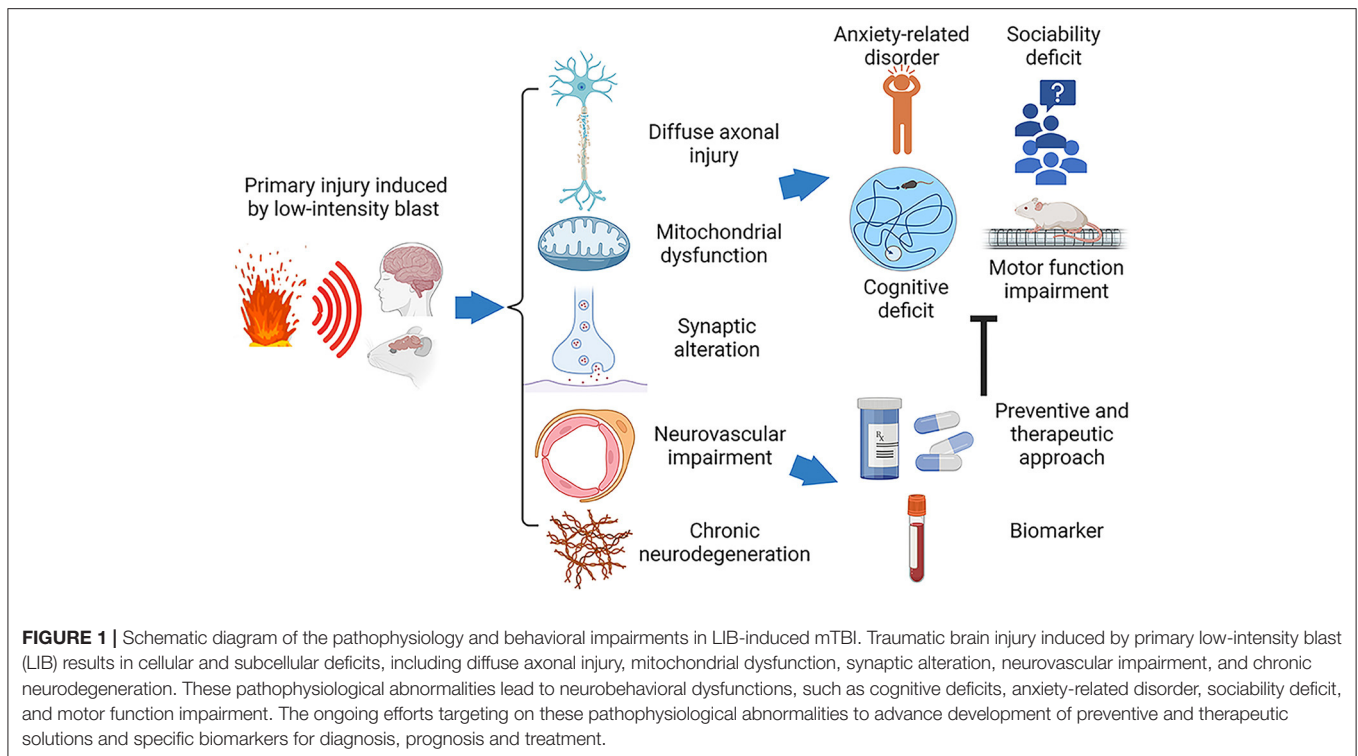 Anxiety-related
disorder
Sociability
deficit
?
Primary injury induced
by low-intensity blast
Diffuse axonal
injury
Mitochondrial
dysfunction
Synaptic
alteration
Neurovascular
impairment
Chronic
neurodegeneration
Cognitive
deficit
Motor function
impairment
Rx
Preventive and
therapeutic
approach
Biomarker
FIGURE 1 | Schematic diagram of the pathophysiology and behavioral impairments in LIB-induced mTBI. Traumatic brain injury induced by primary low-intensity blast
(LIB) results in cellular and subcellular deficits, including diffuse axonal injury, mitochondrial dysfunction, synaptic alteration, neurovascular impairment, and chronic
neurodegeneration. These pathophysiological abnormalities lead to neurobehavioral dysfunctions, such as cognitive deficits, anxiety-related disorder, sociability deficit,
and motor function impairment. The ongoing efforts targeting on these pathophysiological abnormalities to advance development of preventive and therapeutic
solutions and specific biomarkers for diagnosis, prognosis and treatment.